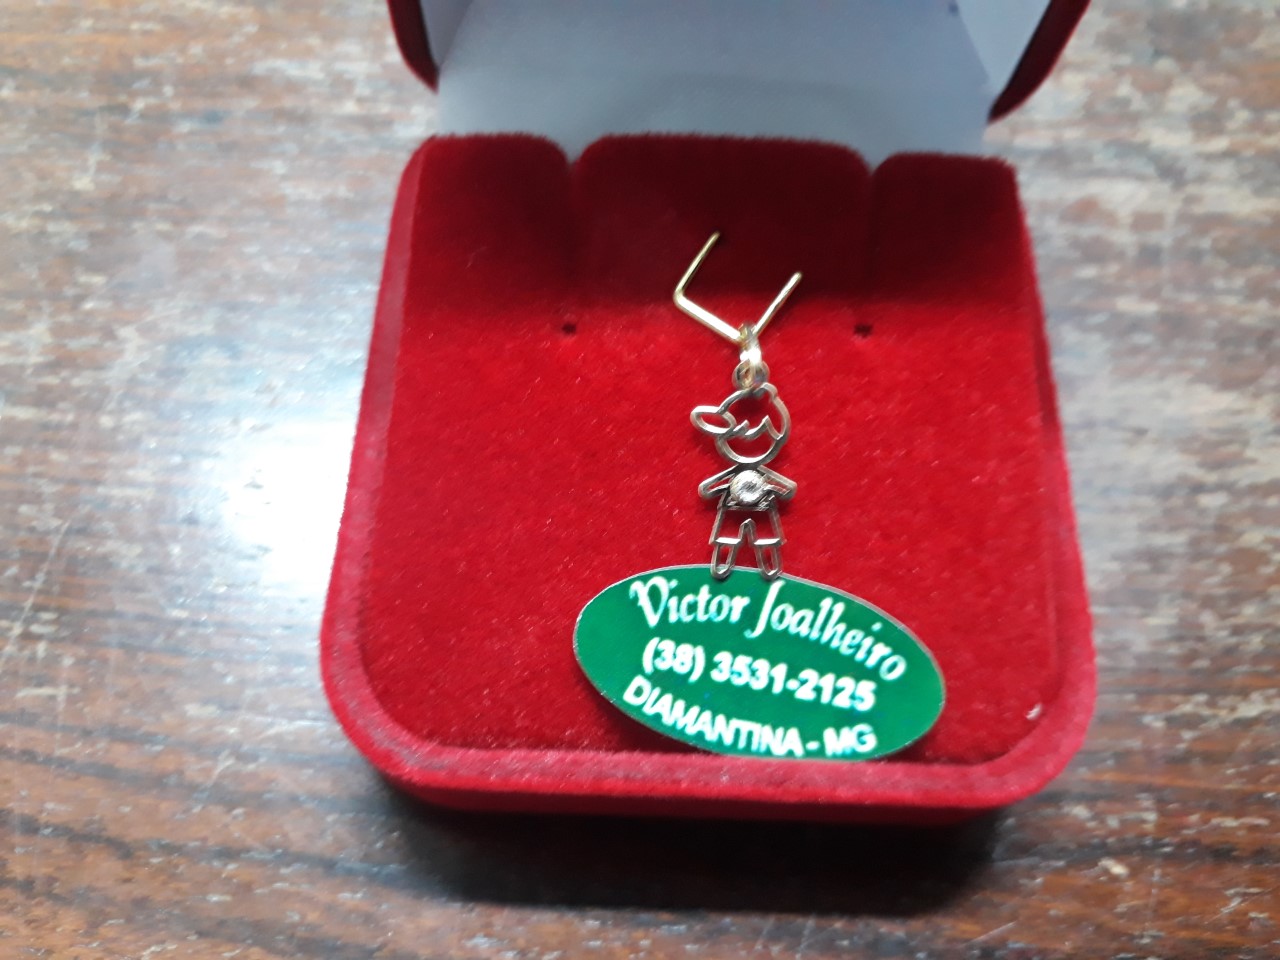 Victor Joalheiro
(38) 3531-2125
DIAMANTINA - MG